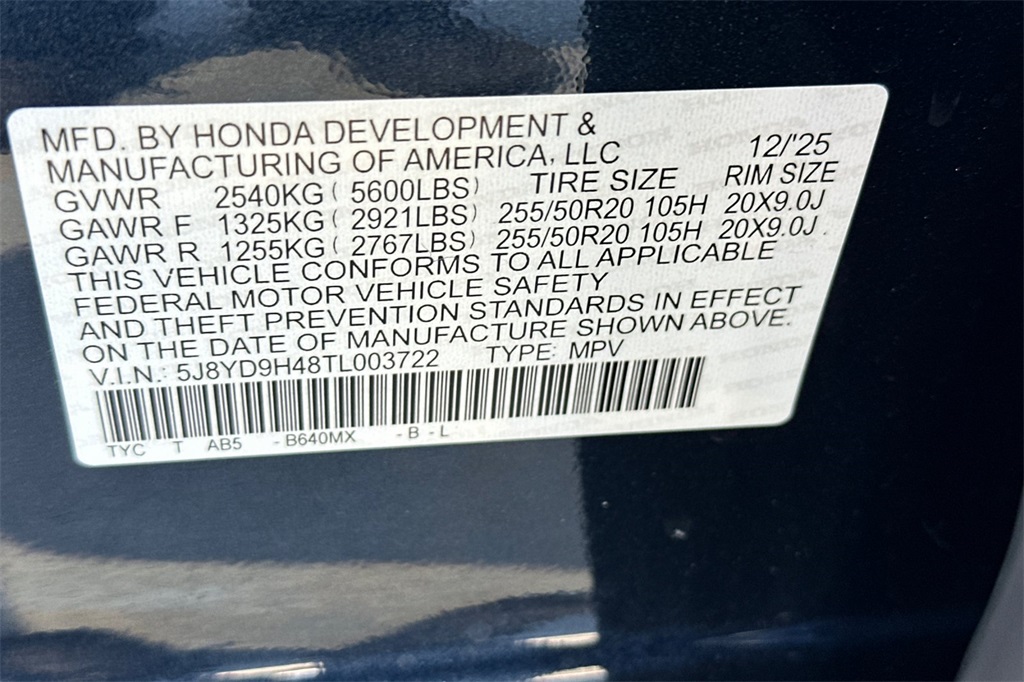 MFD. BY HONDA DEVELOPMENT &
MANUFACTURING OF AMERICA, LLC 12/'25
GVWR 2540KG ( 5600LBS) TIRE SIZE RIM SIZE
GAWR F 1325KG ( 2921LBS) 255/50R20 105H 20X9.0J
GAWR R 1255KG ( 2767LBS) 255/50R20 105H 20X9.0J .
THIS VEHICLE CONFORMS TO ALL APPLICABLE
FEDERAL MOTOR VEHICLE SAFETY
AND THEFT PREVENTION STANDARDS IN EFFECT
ON THE DATE OF MANUFACTURE SHOWN ABOVE.
V.I.N.: 5J8YD9H48TL003722 TYPE: MPV
TYC T AB5 - B640MX - B - L